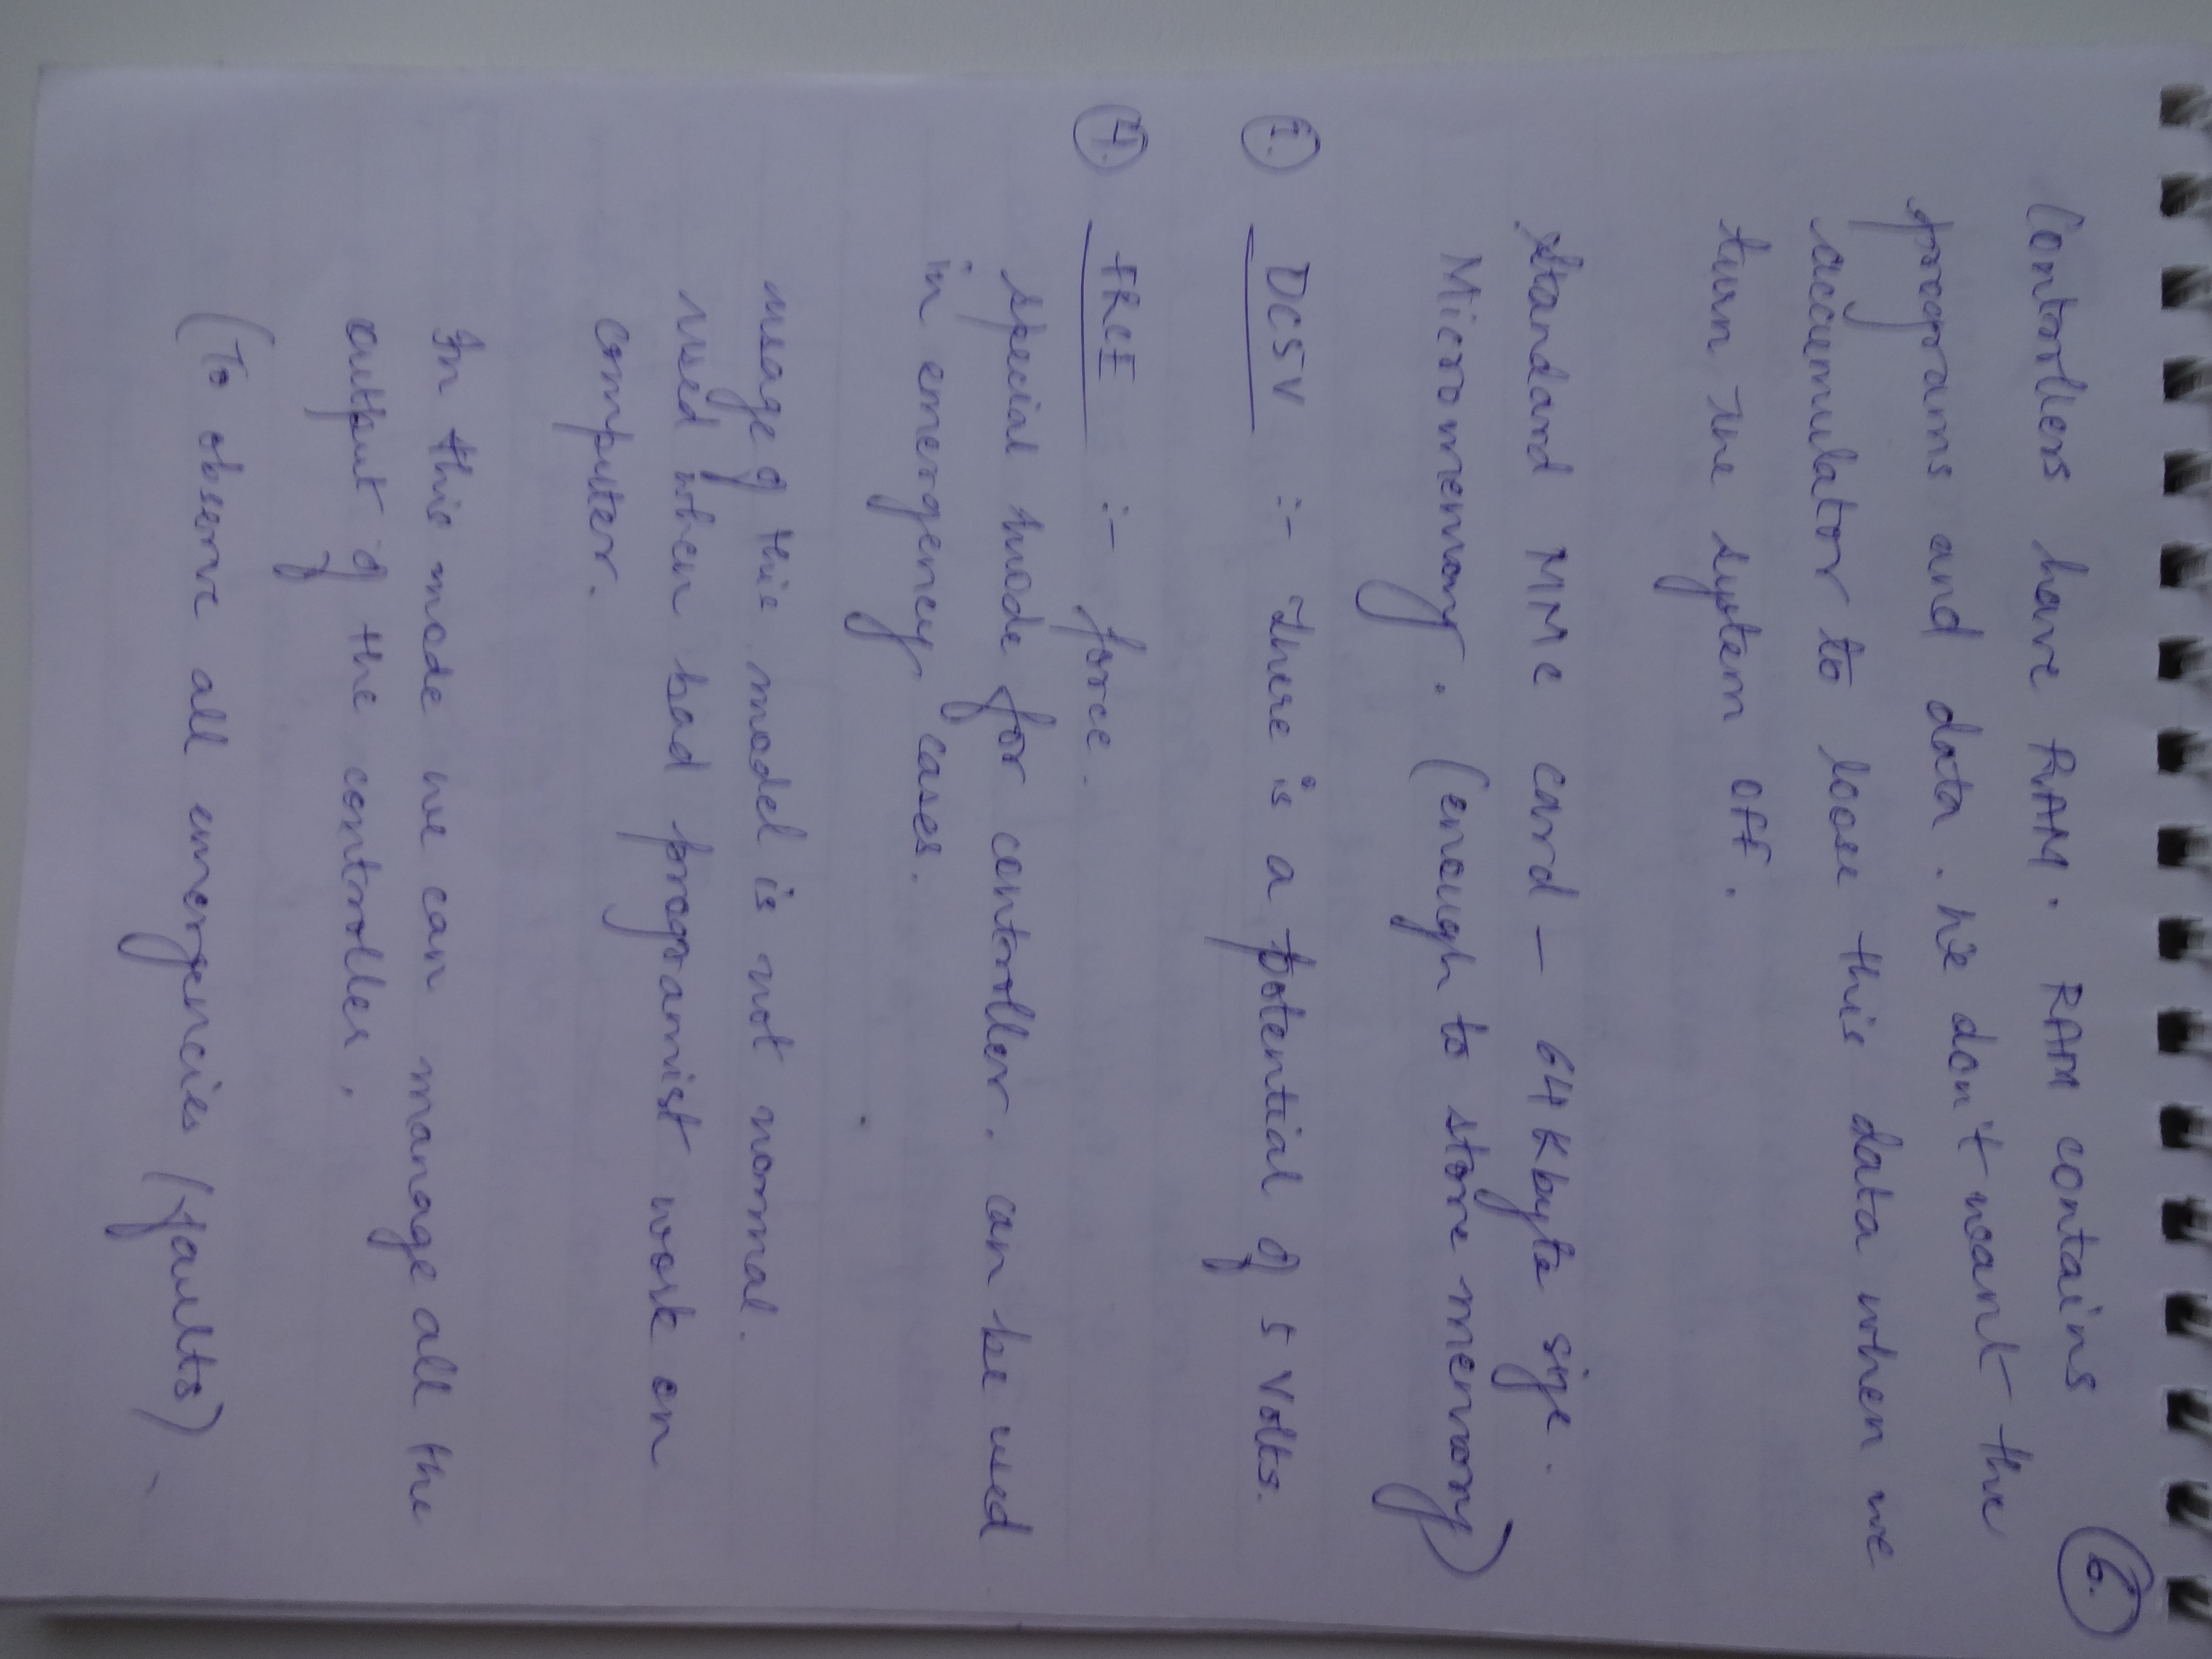 6.
Controllers have RAM. RAM contains
programs and data. We don't want the
accumulator to loose this data when we
turn the system off.
Standard MMC card - 64 Kbyte size.
Micromemory. (enough to store memory)
3. DC5V :- There is a potential of 5 Volts.
4. FRCE :- force.
special mode for controller. can be used
in emergency cases.
usage of this model is not normal.
used when bad programist work on
computer.
In this mode we can manage all the
output of the controller.
(To observe all emergencies / faults)